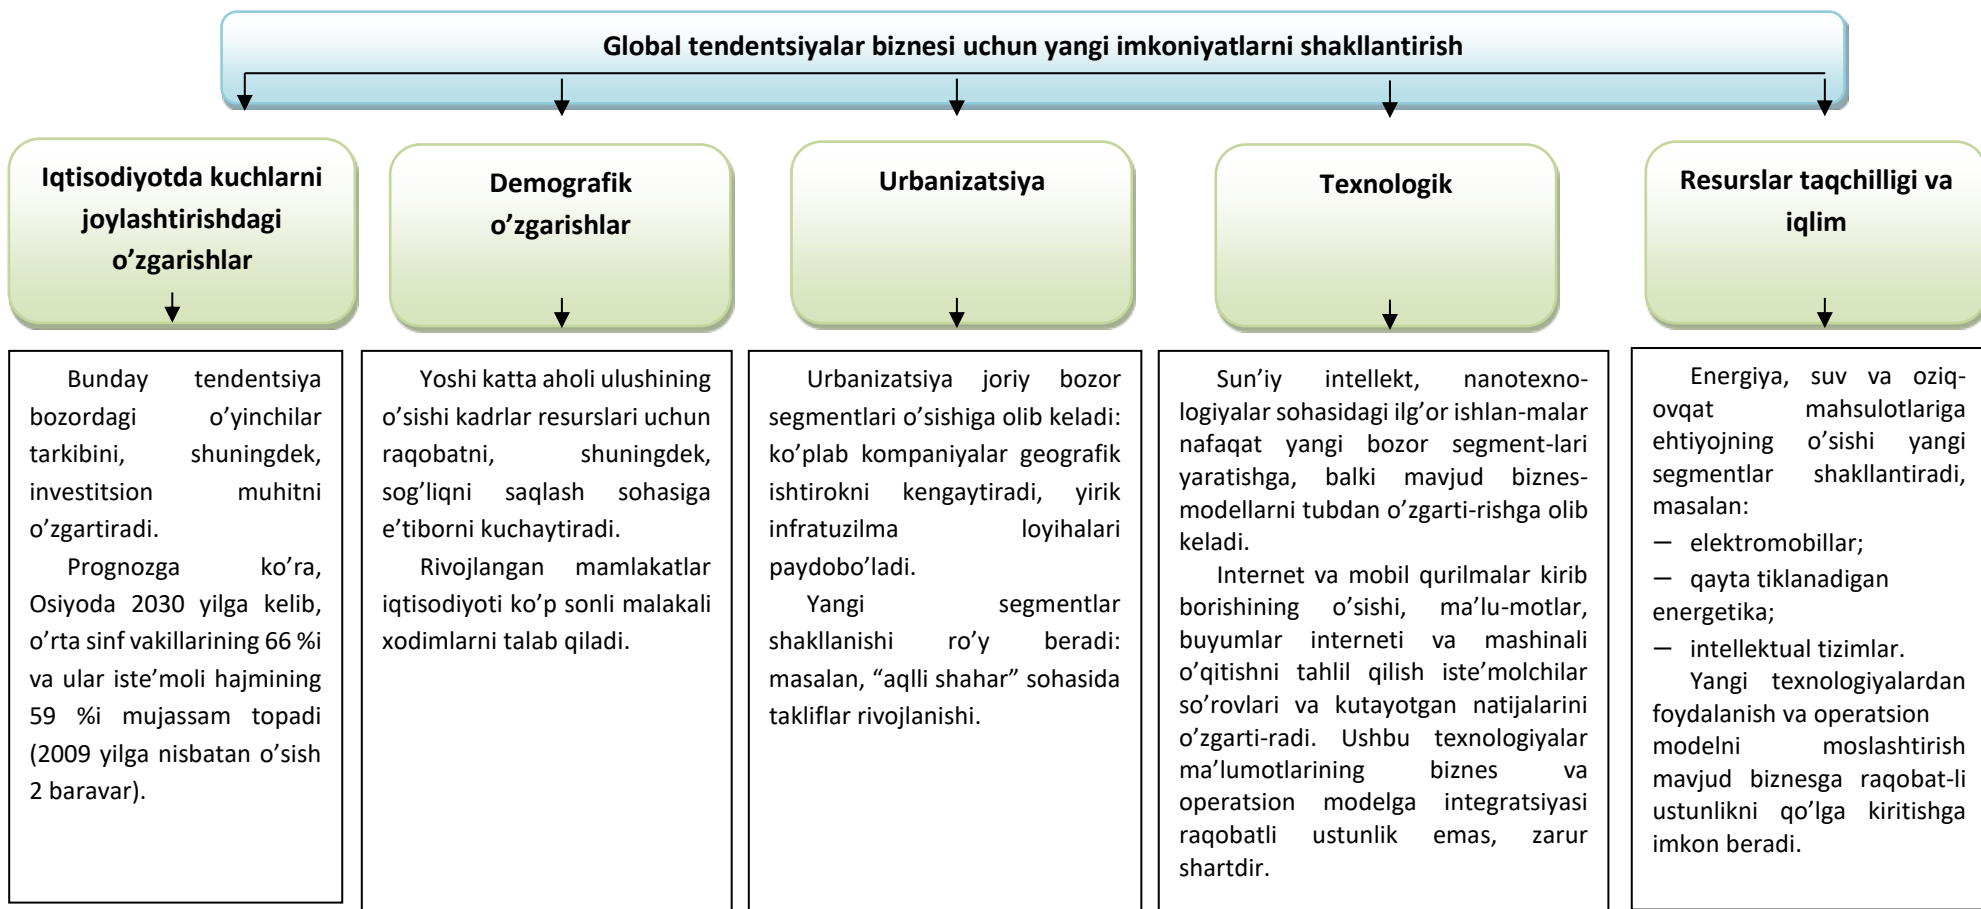 Global tendentsiyalar biznesi uchun yangi imkoniyatlarni shakllantirish
Iqtisodiyotda kuchlarni
joylashtirishdagi
o’zgarishlar
Demografik
o’zgarishlar
Urbanizatsiya
Texnologik
Resurslar taqchilligi va
iqlim
Bunday tendentsiya
bozordagi o’yinchilar
tarkibini, shuningdek,
investitsion muhitni
o’zgartiradi.
Prognozga ko’ra,
Osiyoda 2030 yilga kelib,
o’rta sinf vakillarining 66 %i
va ular iste’moli hajmining
59 %i mujassam topadi
(2009 yilga nisbatan o’sish
2 baravar).
Yoshi katta aholi ulushining
o’sishi kadrlar resurslari uchun
raqobatni, shuningdek,
sog’liqni saqlash sohasiga
e’tiborni kuchaytiradi.
Rivojlangan mamlakatlar
iqtisodiyoti ko’p sonli malakali
xodimlarni talab qiladi.
Urbanizatsiya joriy bozor
segmentlari o’sishiga olib keladi:
ko’plab kompaniyalar geografik
ishtirokni kengaytiradi, yirik
infratuzilma loyihalari
paydobo’ladi.
Yangi segmentlar
shakllanishi ro’y beradi:
masalan, “aqlli shahar” sohasida
takliflar rivojlanishi.
Sun’iy intellekt, nanotexno-
logiyalar sohasidagi ilg’or ishlan-malar
nafaqat yangi bozor segment-lari
yaratishga, balki mavjud biznes-
modellarni tubdan o’zgarti-rishga olib
keladi.
Internet va mobil qurilmalar kirib
borishining o’sishi, ma’lu-motlar,
buyumlar interneti va mashinali
o’qitishni tahlil qilish iste’molchilar
so’rovlari va kutayotgan natijalarini
o’zgarti-radi. Ushbu texnologiyalar
ma’lumotlarining biznes va
operatsion modelga integratsiyasi
raqobatli ustunlik emas, zarur
shartdir.
Energiya, suv va oziq-
ovqat mahsulotlariga
ehtiyojning o’sishi yangi
segmentlar shakllantiradi,
masalan:
— elektromobillar;
— qayta tiklanadigan
energetika;
— intellektual tizimlar.
Yangi texnologiyalardan
foydalanish va operatsion
modelni moslashtirish
mavjud biznesga raqobat-li
ustunlikni qo’lga kiritishga
imkon beradi.